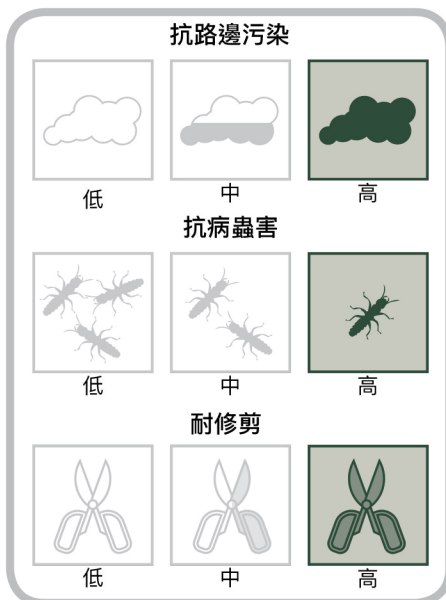 抗路邊污染
低 中 高
抗病蟲害
低 中 高
耐修剪
低 中 高